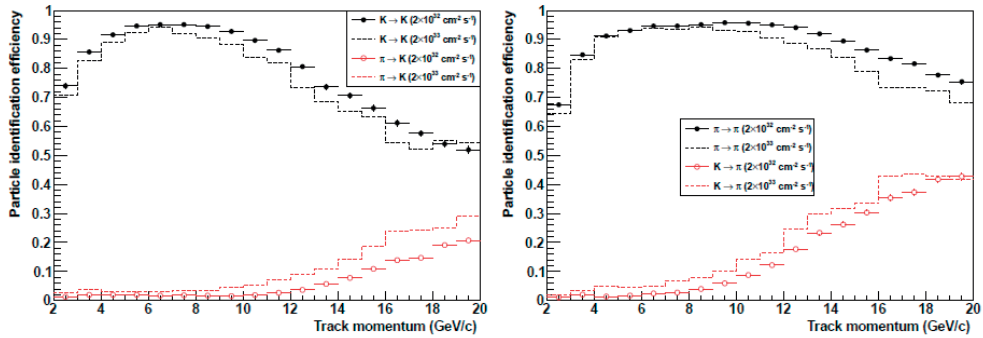 Particle identification efficiency
1
0.9
0.8
0.7
0.6
0.5
0.4
0.3
0.2
0.1
0
K → K (2×10³² cm⁻² s⁻¹)
K → K (2×10³³ cm⁻² s⁻¹)
π → K (2×10³² cm⁻² s⁻¹)
π → K (2×10³³ cm⁻² s⁻¹)
2 4 6 8 10 12 14 16 18 20
Track momentum (GeV/c)
Particle identification efficiency
1
0.9
0.8
0.7
0.6
0.5
0.4
0.3
0.2
0.1
0
π → π (2×10³² cm⁻² s⁻¹)
π → π (2×10³³ cm⁻² s⁻¹)
K → π (2×10³² cm⁻² s⁻¹)
K → π (2×10³³ cm⁻² s⁻¹)
2 4 6 8 10 12 14 16 18 20
Track momentum (GeV/c)